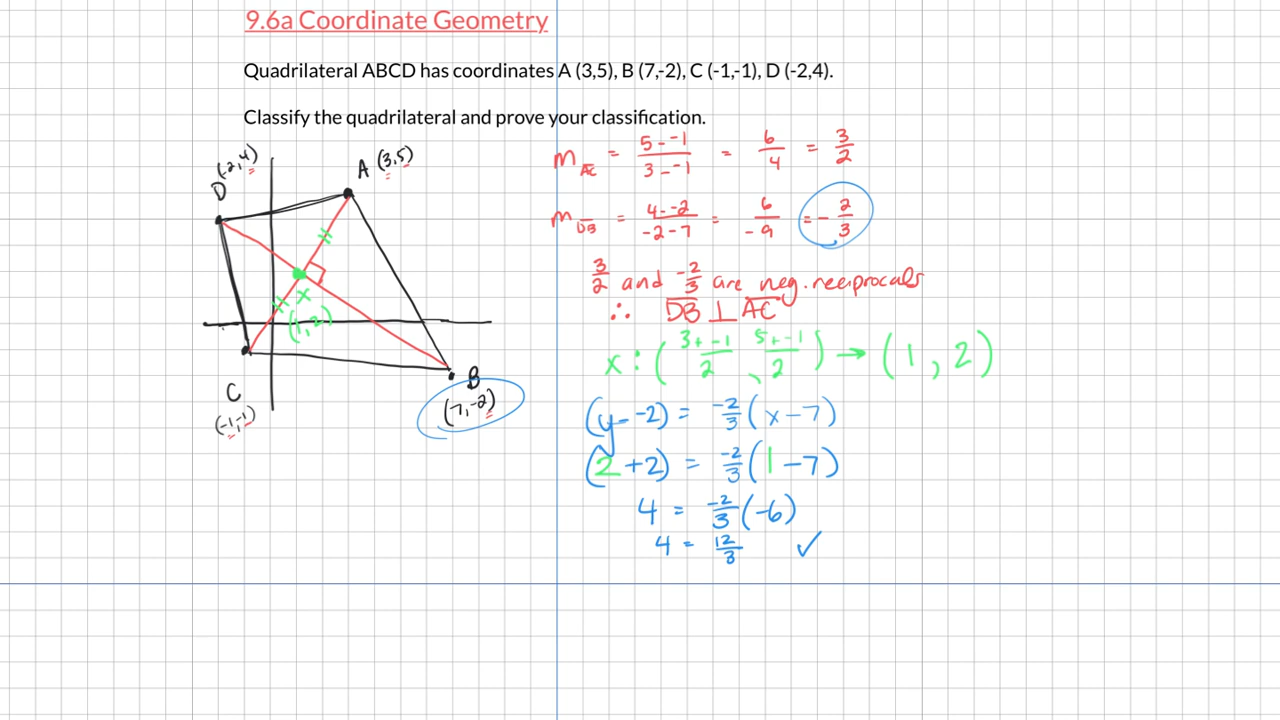 9.6a Coordinate Geometry
Quadrilateral ABCD has coordinates A (3,5), B (7,-2), C (-1,-1), D (-2,4).
Classify the quadrilateral and prove your classification.
D (-2,4)
A (3,5)
x
(1,2)
C
(-1,-1)
B
(7,-2)
m AC = 5--1/3--1 = 6/4 = 3/2
m DB = 4--2/-2-7 = 6/-9 = -2/3
3/2 and -2/3 are neg. reciprocals
∴ DB ⊥ AC
x: (3+-1/2, 5+-1/2) → (1, 2)
(y--2) = -2/3 (x-7)
(2+2) = -2/3 (1-7)
4 = -2/3 (-6)
4 = 12/3 ✓